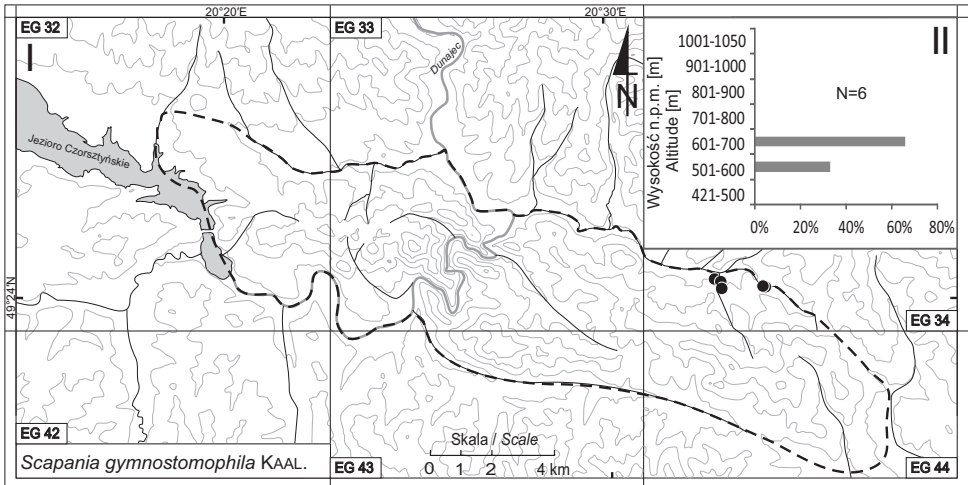 EG 32
20°20'E
EG 33
20°30'E
I
II
Dunajec
N
Jezioro Czorsztyńskie
Wysokość n.p.m. [m]
Altitude [m]
1001-1050
901-1000
801-900
701-800
601-700
501-600
421-500
N=6
0% 20% 40% 60% 80%
49°24'N
EG 34
EG 42
Scapania gymnostomophila KAAL.
Skala / Scale
0 1 2 4 km
EG 43
EG 44